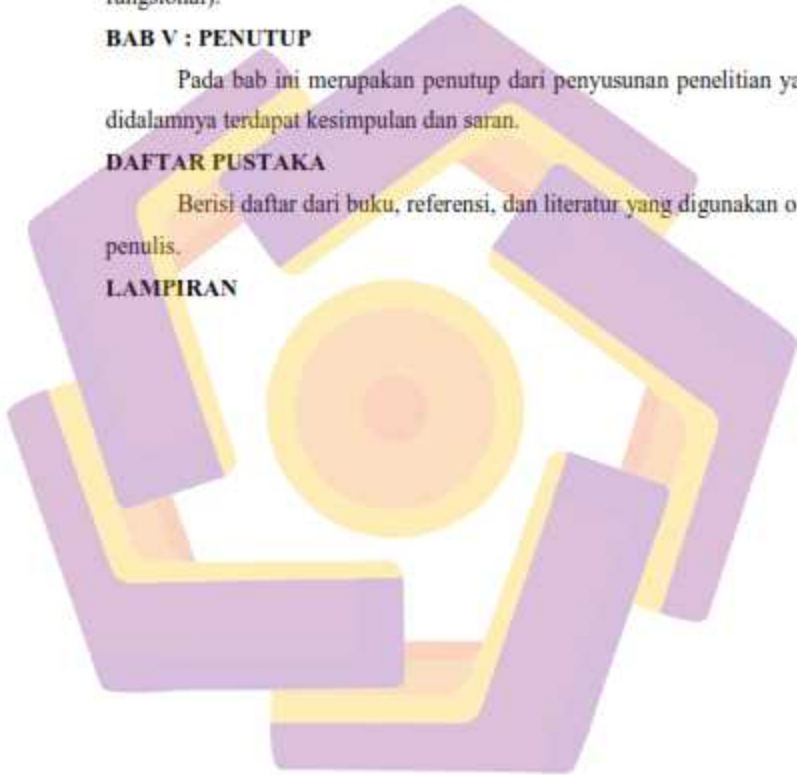 fungsional).
BAB V : PENUTUP
Pada bab ini merupakan penutup dari penyusunan penelitian
didalamnya terdapat kesimpulan dan saran.
DAFTAR PUSTAKA
Berisi daftar dari buku, referensi, dan literatur yang digunakan
penulis.
LAMPIRAN